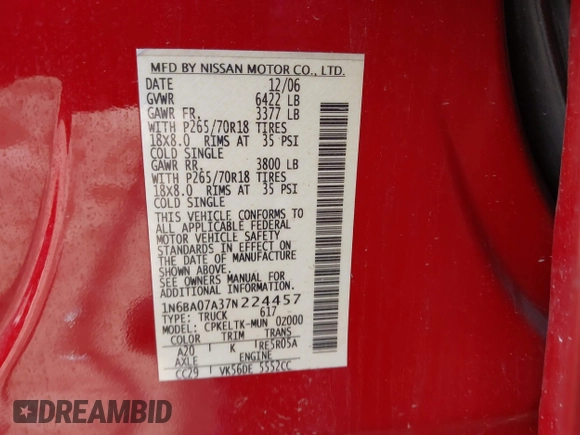 MFD BY NISSAN MOTOR CO., LTD.
DATE 12/06
GVWR 6422 LB
GAWR FR. 3377 LB
WITH P265/70R18 TIRES
18X8.0 RIMS AT 35 PSI
COLD SINGLE
GAWR RR. 3800 LB
WITH P265/70R18 TIRES
18X8.0 RIMS AT 35 PSI
COLD SINGLE
THIS VEHICLE CONFORMS TO
ALL APPLICABLE FEDERAL
MOTOR VEHICLE SAFETY
STANDARDS IN EFFECT ON
THE DATE OF MANUFACTURE
SHOWN ABOVE.
SEE OWNERS MANUAL FOR
ADDITIONAL INFORMATION
1N6BA07A37N224457
TYPE: TRUCK 617
MODEL: CPKELTK-MUN 0Z000
COLOR TRIM TRANS
A20 K RE5R05A
AXLE ENGINE
CC29 VK56DE 5552CC
DREAMBID